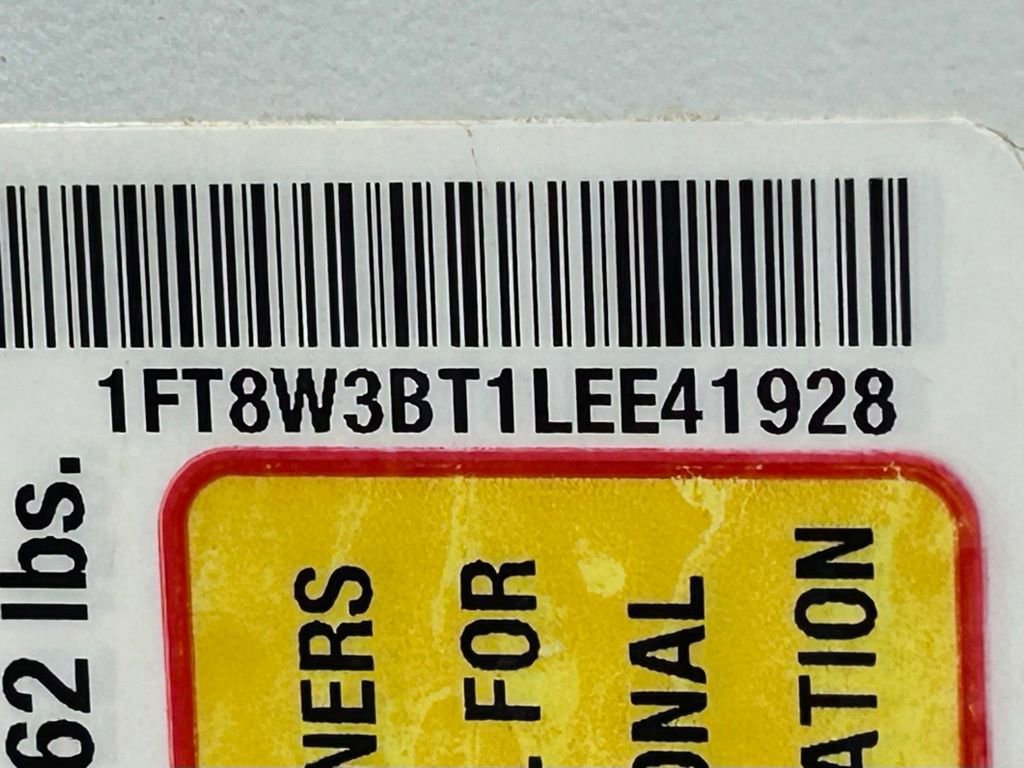 1FT8W3BT1LEE41928
62 lbs.
NERS
FOR
ONAL
ATION